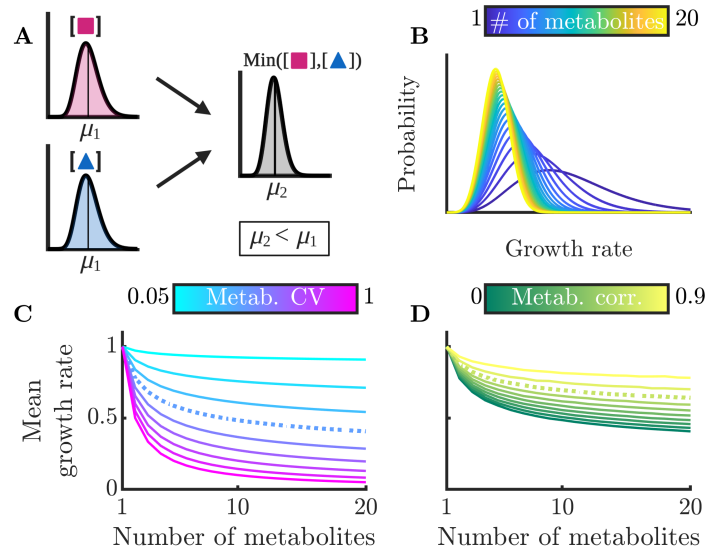 A
[■]
μ1
[▲]
μ1
Min([■],[▲])
μ2
μ2 < μ1
B
1 # of metabolites 20
Probability
Growth rate
C
0.05 Metab. CV 1
Mean
growth rate
1
0.5
0
1 10 20
Number of metabolites
D
0 Metab. corr. 0.9
1 10 20
Number of metabolites